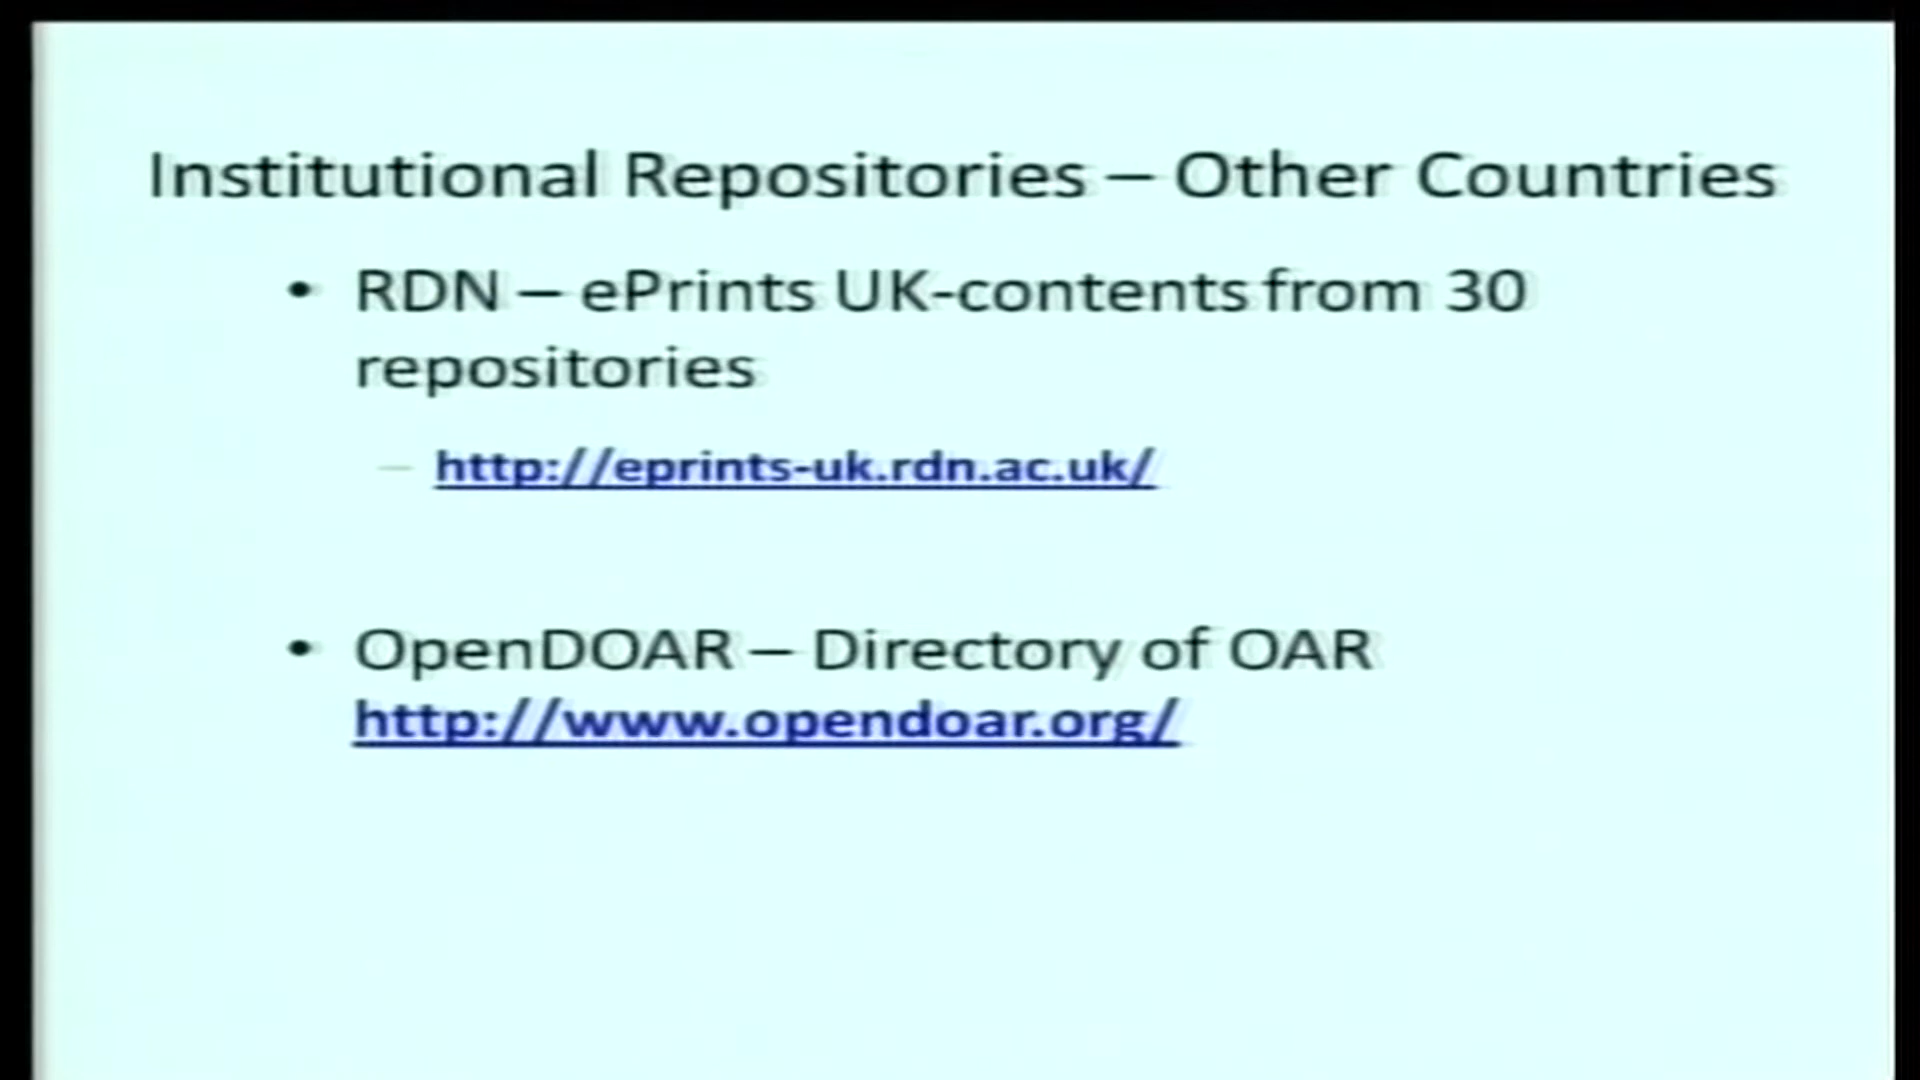 Institutional Repositories – Other Countries
• RDN – ePrints UK-contents from 30
repositories
– http://eprints-uk.rdn.ac.uk/
• OpenDOAR – Directory of OAR
http://www.opendoar.org/